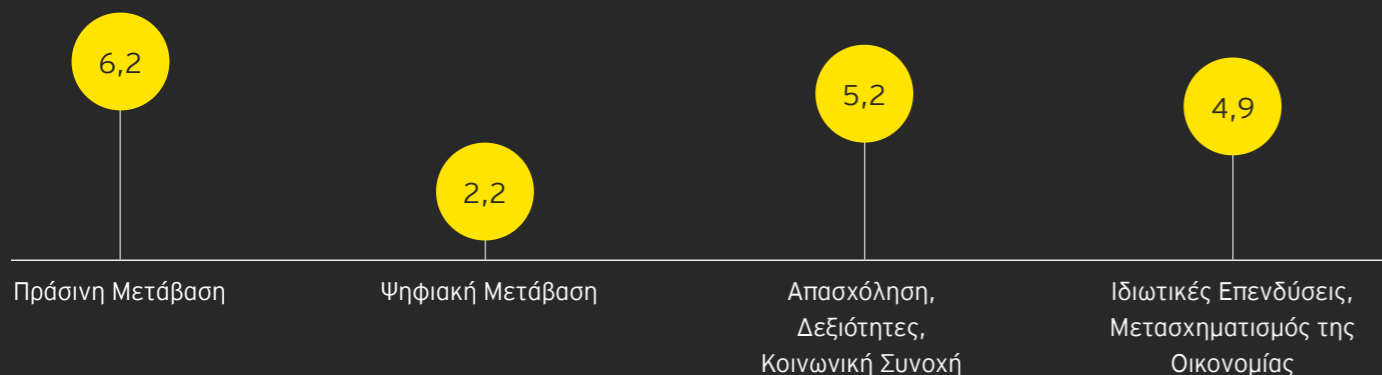 6,2
2,2
5,2
4,9
Πράσινη Μετάβαση
Ψηφιακή Μετάβαση
Απασχόληση,
Δεξιότητες,
Κοινωνική Συνοχή
Ιδιωτικές Επενδύσεις,
Μετασχηματισμός της
Οικονομίας